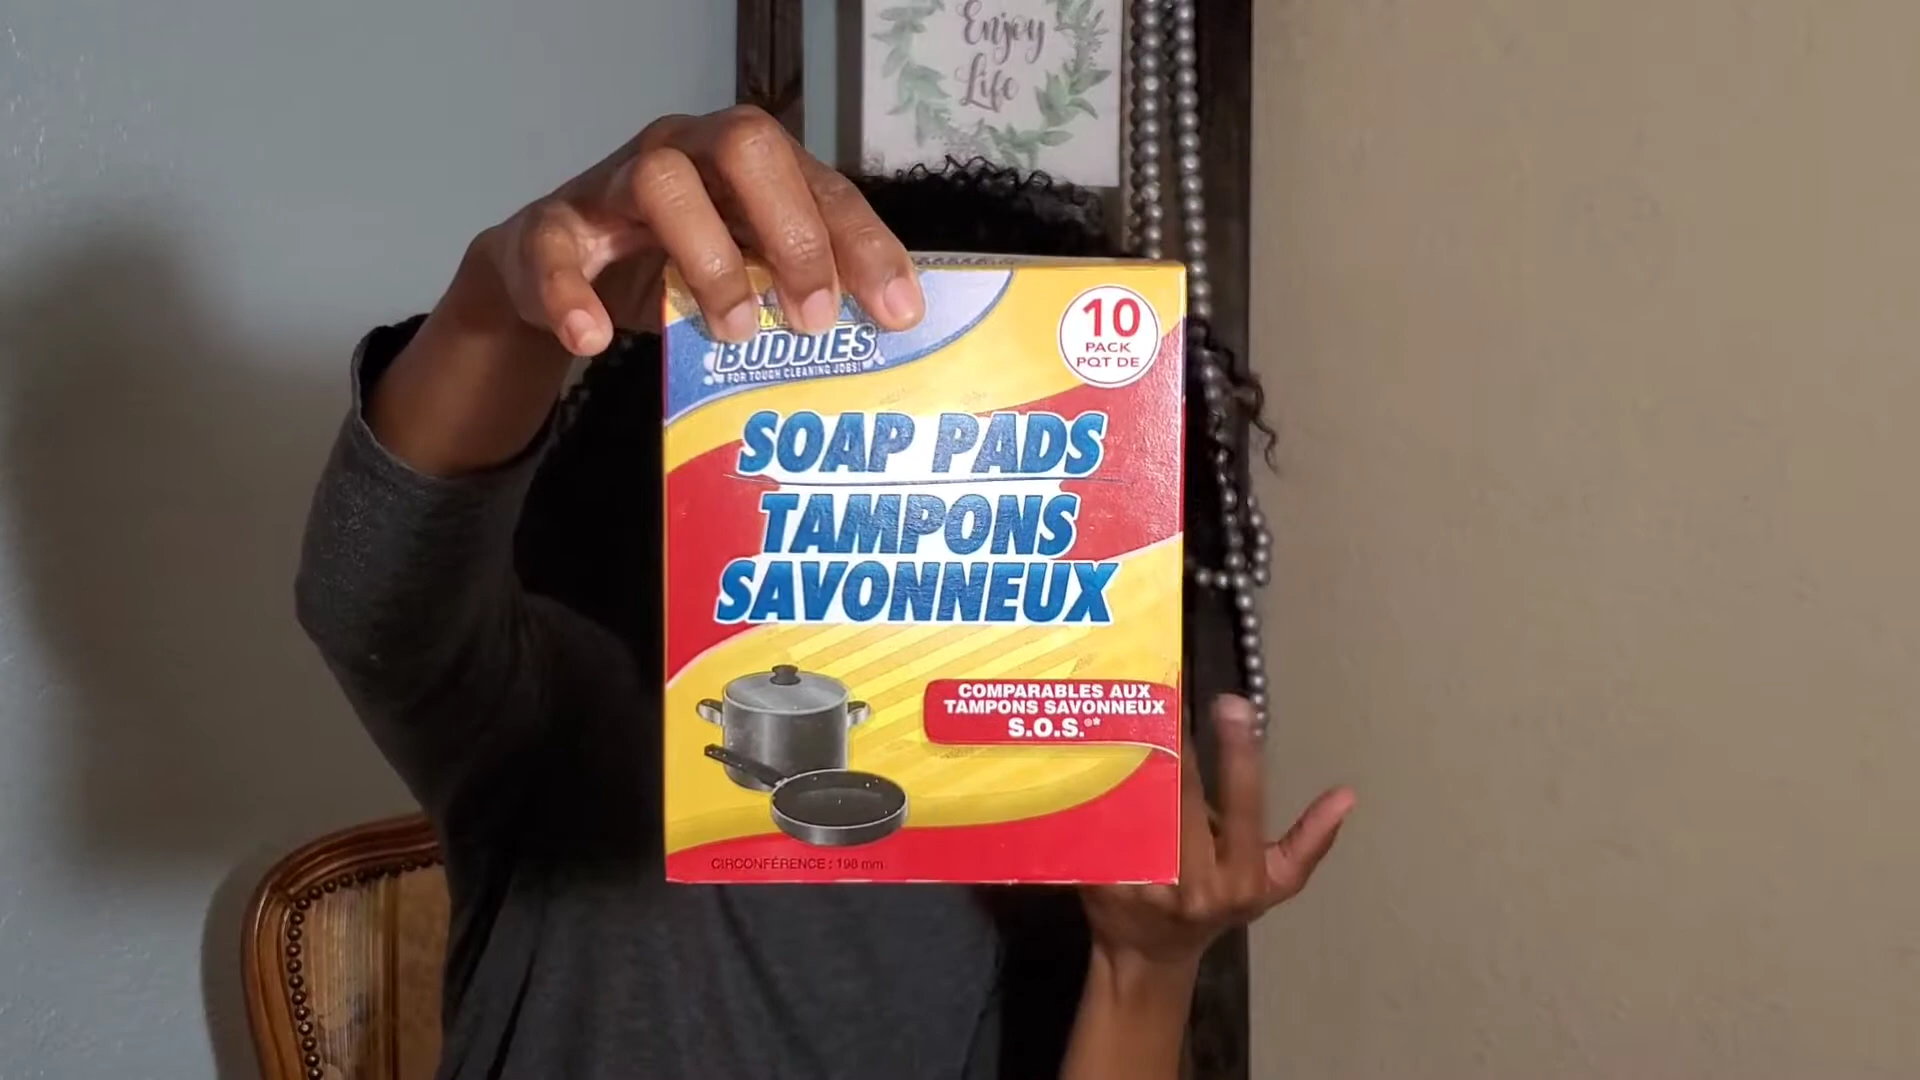 Enjoy
Life
BUDDIES
FOR TOUGH CLEANING JOBS!
10
PACK
PQT DE
SOAP PADS
TAMPONS
SAVONNEUX
COMPARABLES AUX
TAMPONS SAVONNEUX
S.O.S.®*
CIRCONFÉRENCE : 198 mm